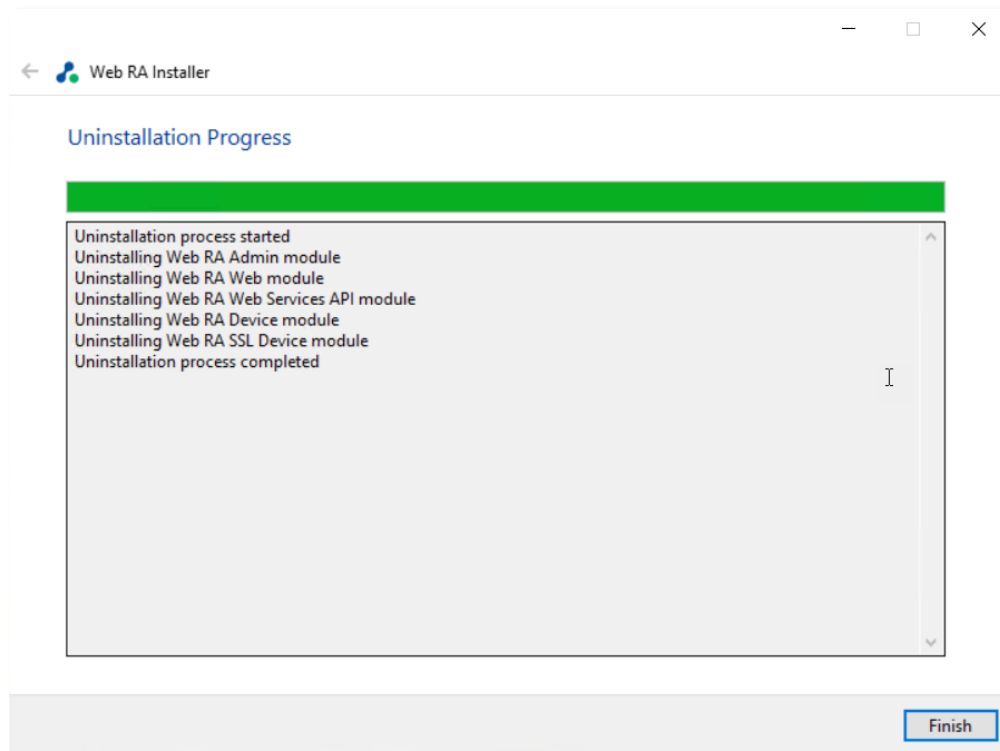 Web RA Installer
Uninstallation Progress
Uninstallation process started
Uninstalling Web RA Admin module
Uninstalling Web RA Web module
Uninstalling Web RA Web Services API module
Uninstalling Web RA Device module
Uninstalling Web RA SSL Device module
Uninstallation process completed
Finish